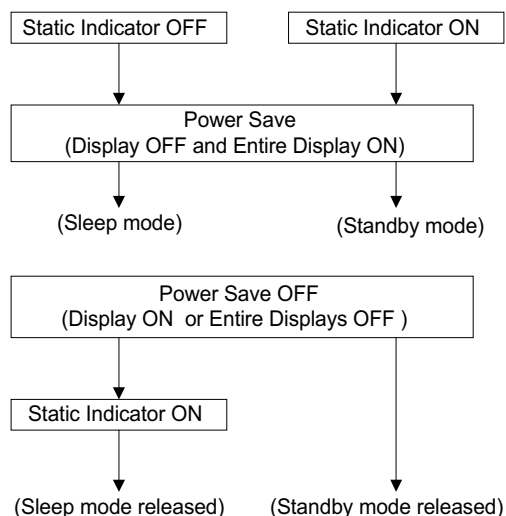 Static Indicator OFF
Static Indicator ON
Power Save
(Display OFF and Entire Display ON)
(Sleep mode)
(Standby mode)
Power Save OFF
(Display ON or Entire Displays OFF )
Static Indicator ON
(Sleep mode released)
(Standby mode released)